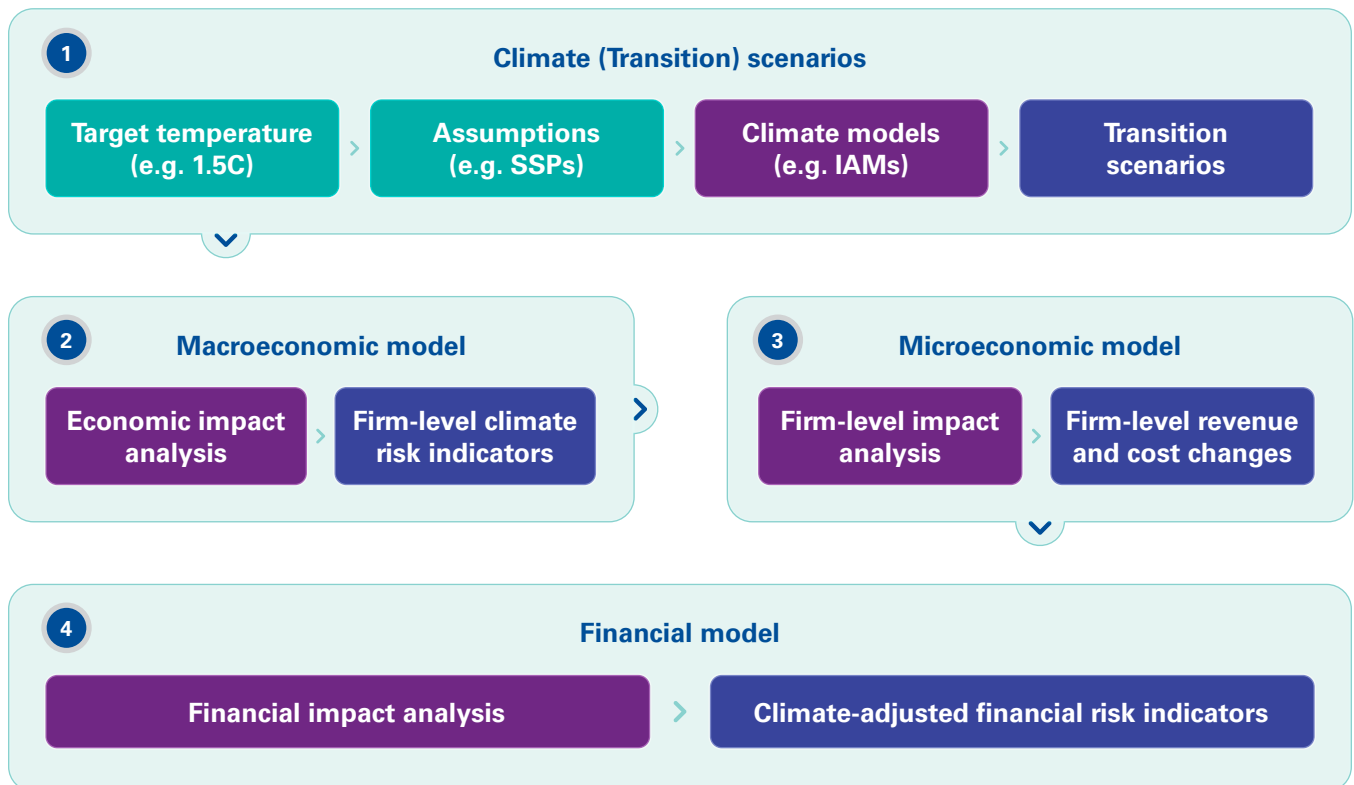 1
Climate (Transition) scenarios
Target temperature
(e.g. 1.5C)
Assumptions
(e.g. SSPs)
Climate models
(e.g. IAMs)
Transition
scenarios
2
Macroeconomic model
Economic impact
analysis
Firm-level climate
risk indicators
3
Microeconomic model
Firm-level impact
analysis
Firm-level revenue
and cost changes
4
Financial model
Financial impact analysis
Climate-adjusted financial risk indicators